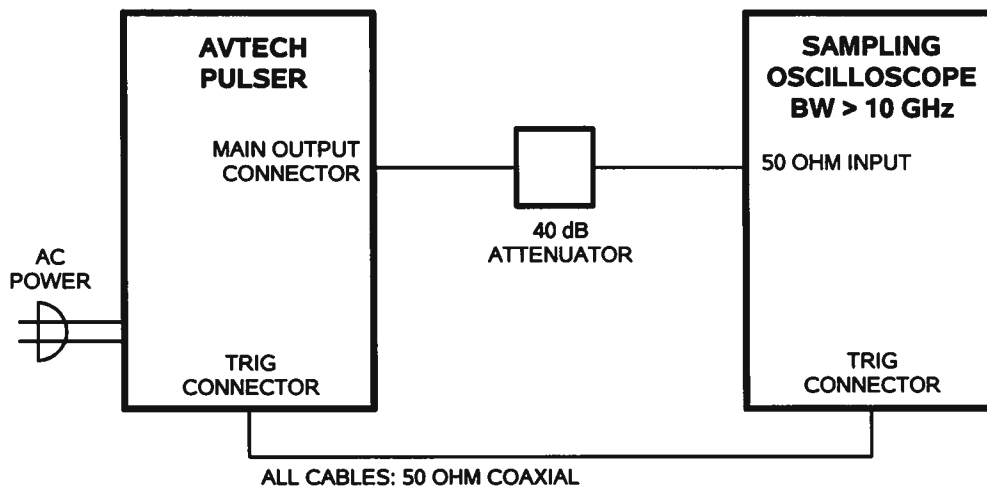 AVTECH
PULSER
MAIN OUTPUT
CONNECTOR
AC
POWER
TRIG
CONNECTOR
40 dB
ATTENUATOR
SAMPLING
OSCILLOSCOPE
BW > 10 GHz
50 OHM INPUT
TRIG
CONNECTOR
ALL CABLES: 50 OHM COAXIAL